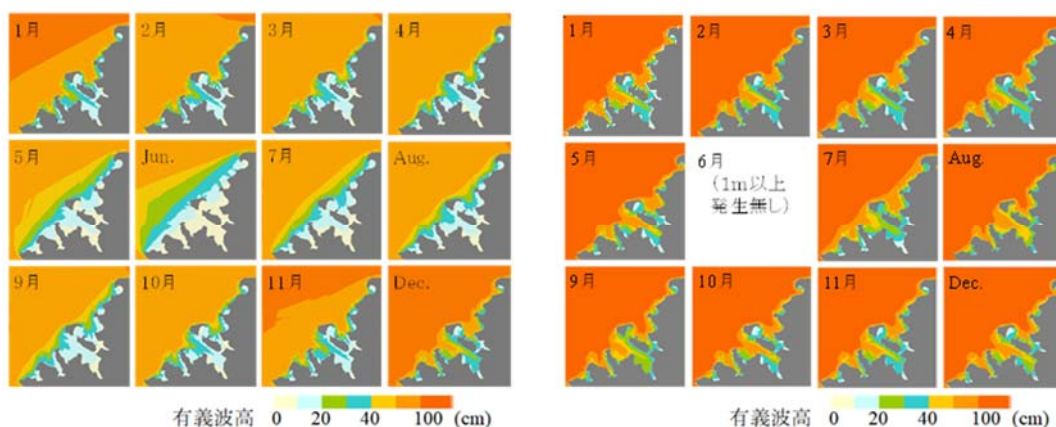 1月
2月
3月
4月
5月
Jun.
7月
Aug.
9月
10月
11月
Dec.
有義波高 0 20 40 100 (cm)
1月
2月
3月
4月
5月
6月
(1m以上
発生無し)
7月
Aug.
9月
10月
11月
Dec.
有義波高 0 20 40 100 (cm)